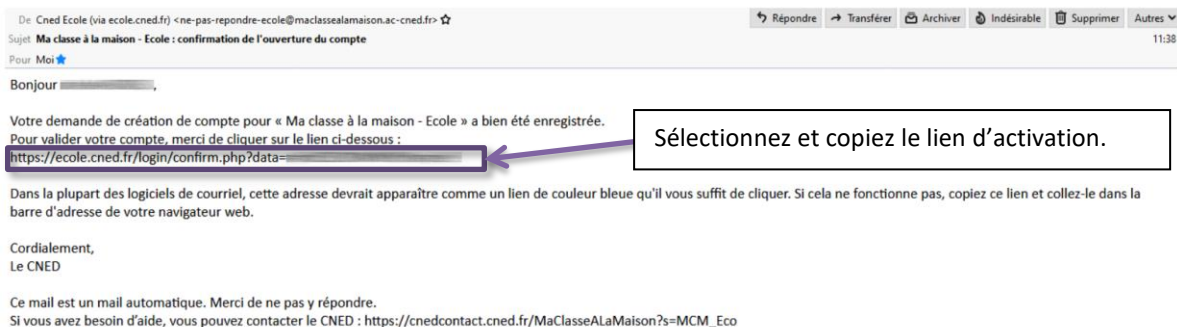 De Cned Ecole (via ecole.cned.fr) <ne-pas-repondre-ecole@maclassealamaison.ac-cned.fr>
Répondre Transférer Archiver Indésirable Supprimer Autres
Sujet Ma classe à la maison - Ecole : confirmation de l'ouverture du compte
11:38
Pour Moi
Bonjour ,
Votre demande de création de compte pour « Ma classe à la maison - Ecole » a bien été enregistrée.
Pour valider votre compte, merci de cliquer sur le lien ci-dessous :
https://ecole.cned.fr/login/confirm.php?data=
Sélectionnez et copiez le lien d’activation.
Dans la plupart des logiciels de courriel, cette adresse devrait apparaître comme un lien de couleur bleue qu'il vous suffit de cliquer. Si cela ne fonctionne pas, copiez ce lien et collez-le dans la
barre d'adresse de votre navigateur web.
Cordialement,
Le CNED
Ce mail est un mail automatique. Merci de ne pas y répondre.
Si vous avez besoin d’aide, vous pouvez contacter le CNED : https://cnedcontact.cned.fr/MaClasseALaMaison?s=MCM_Eco